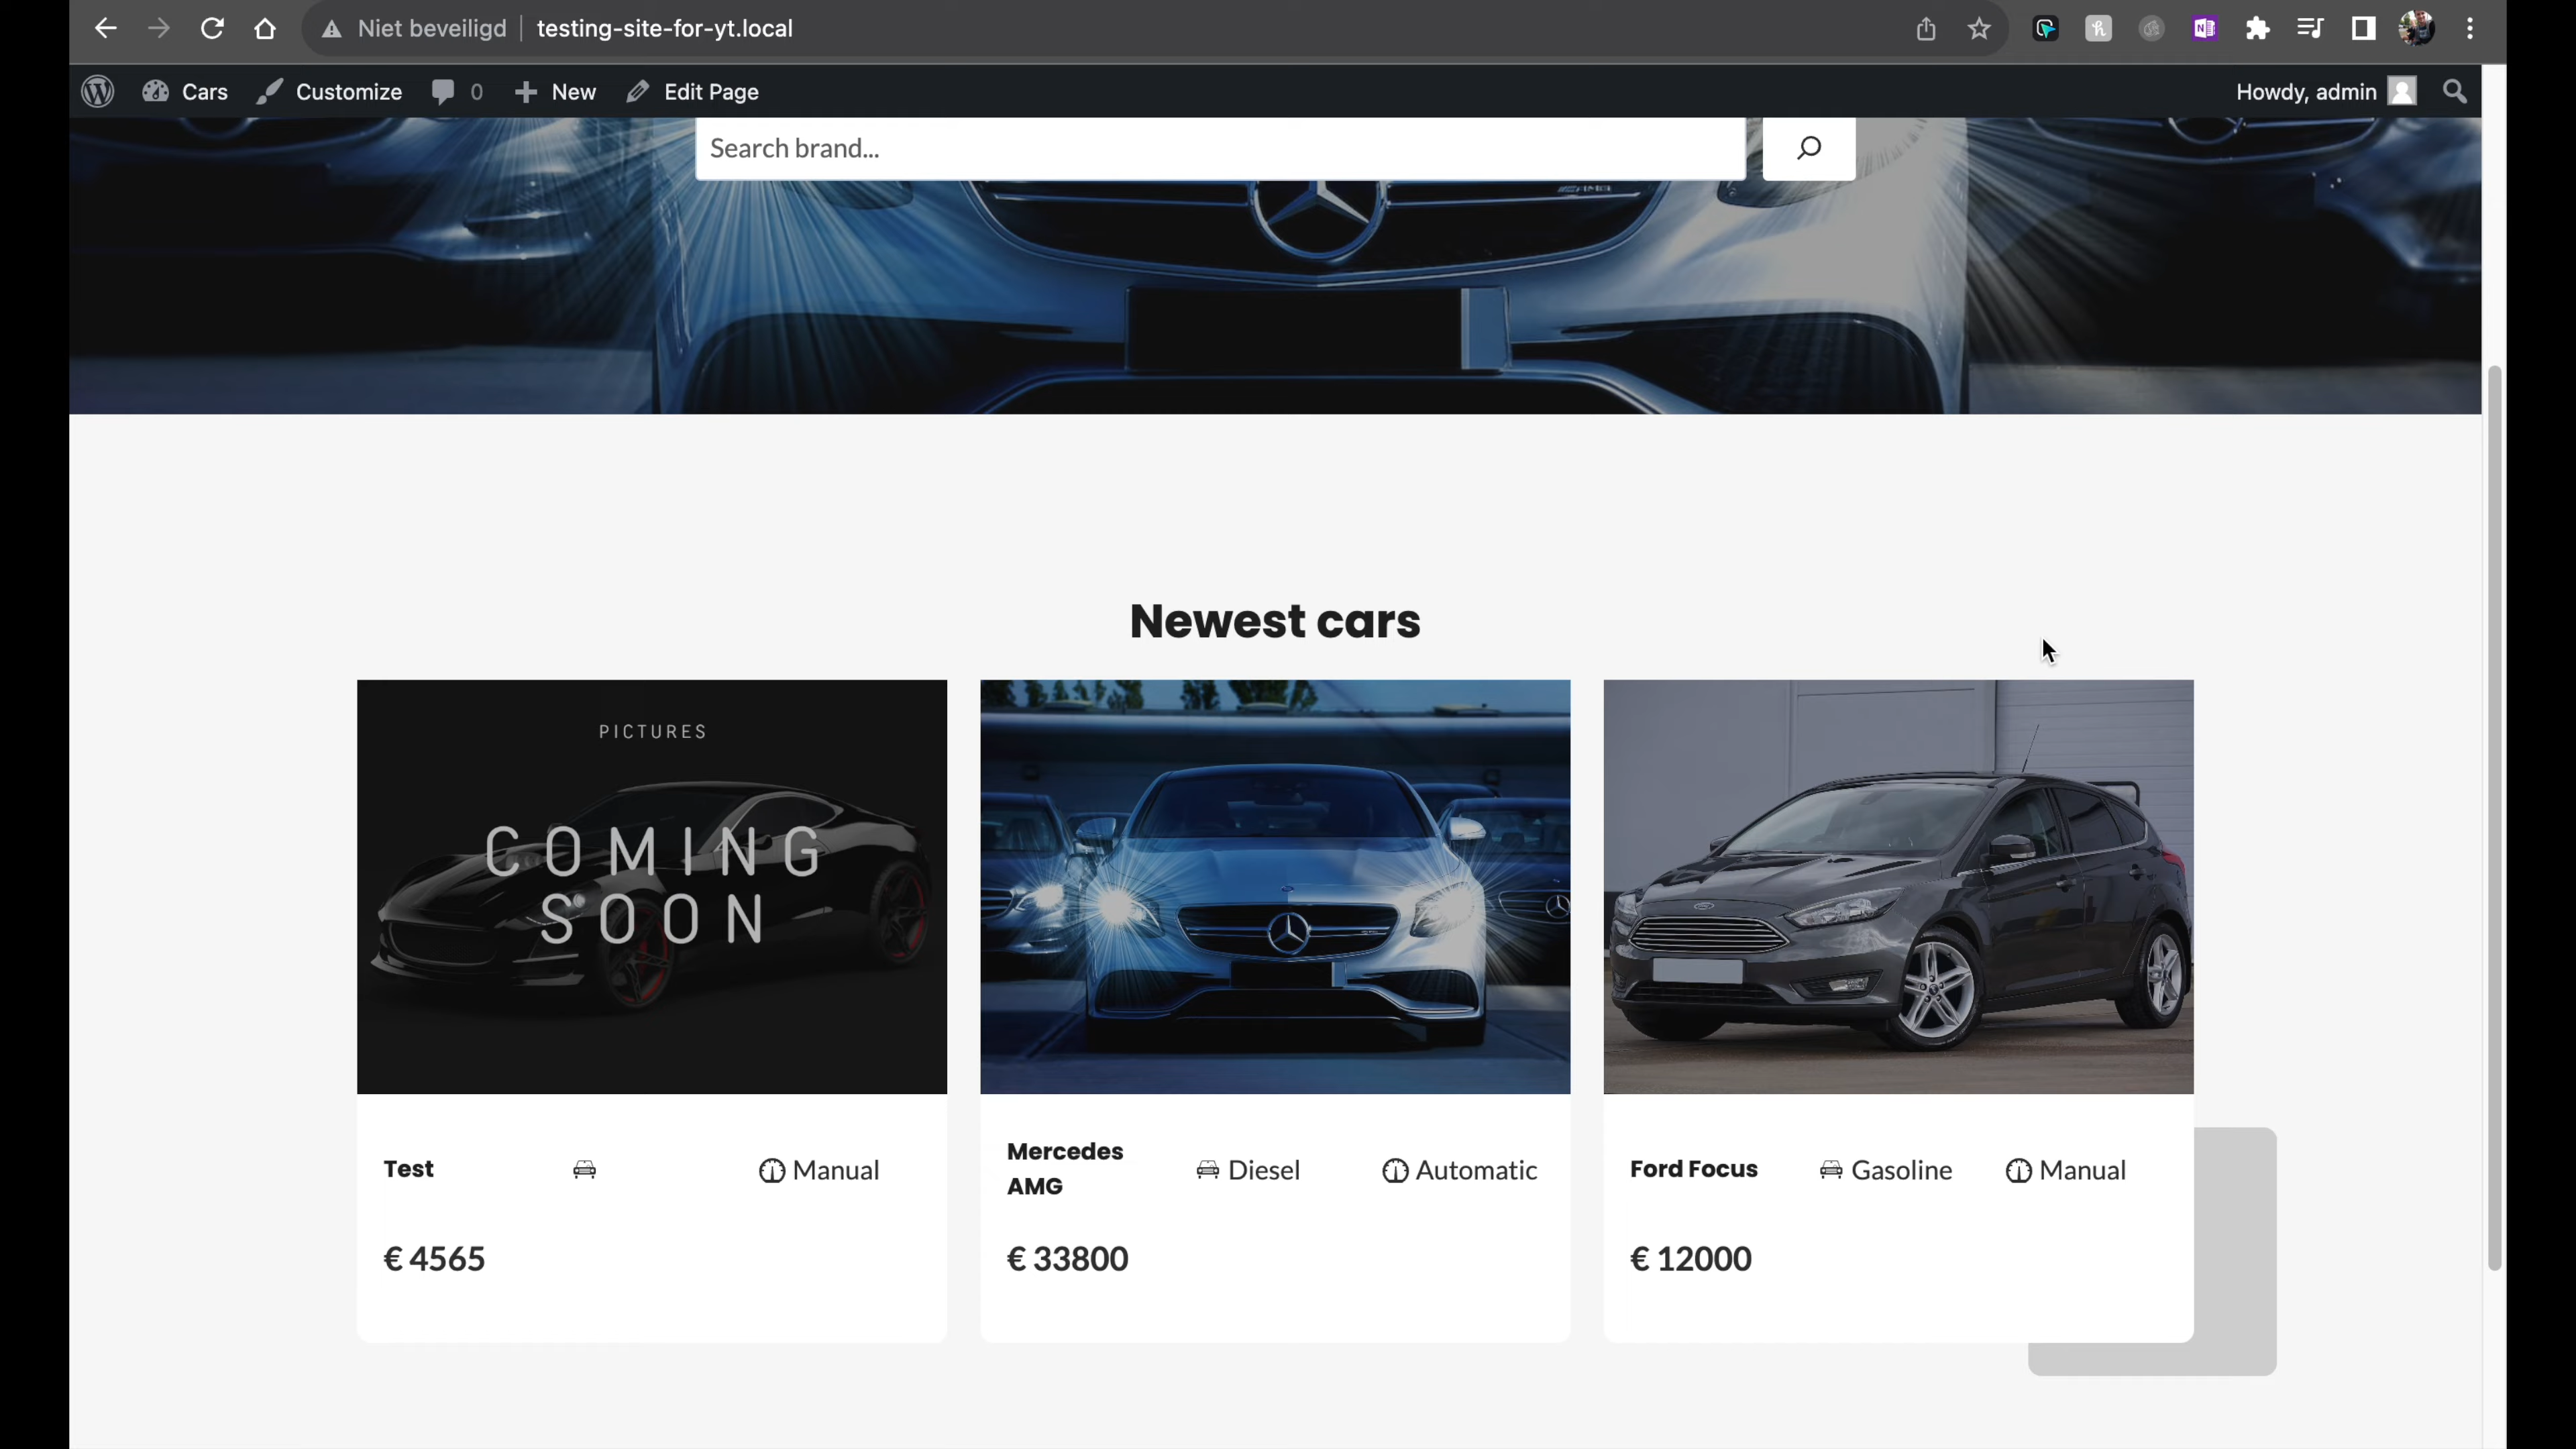 Niet beveiligd testing-site-for-yt.local
Cars Customize 0 New Edit Page Howdy, admin
Search brand...
Newest cars
PICTURES
COMING
SOON
Test Manual
€ 4565
Mercedes
AMG
Diesel Automatic
€ 33800
Ford Focus Gasoline Manual
€ 12000